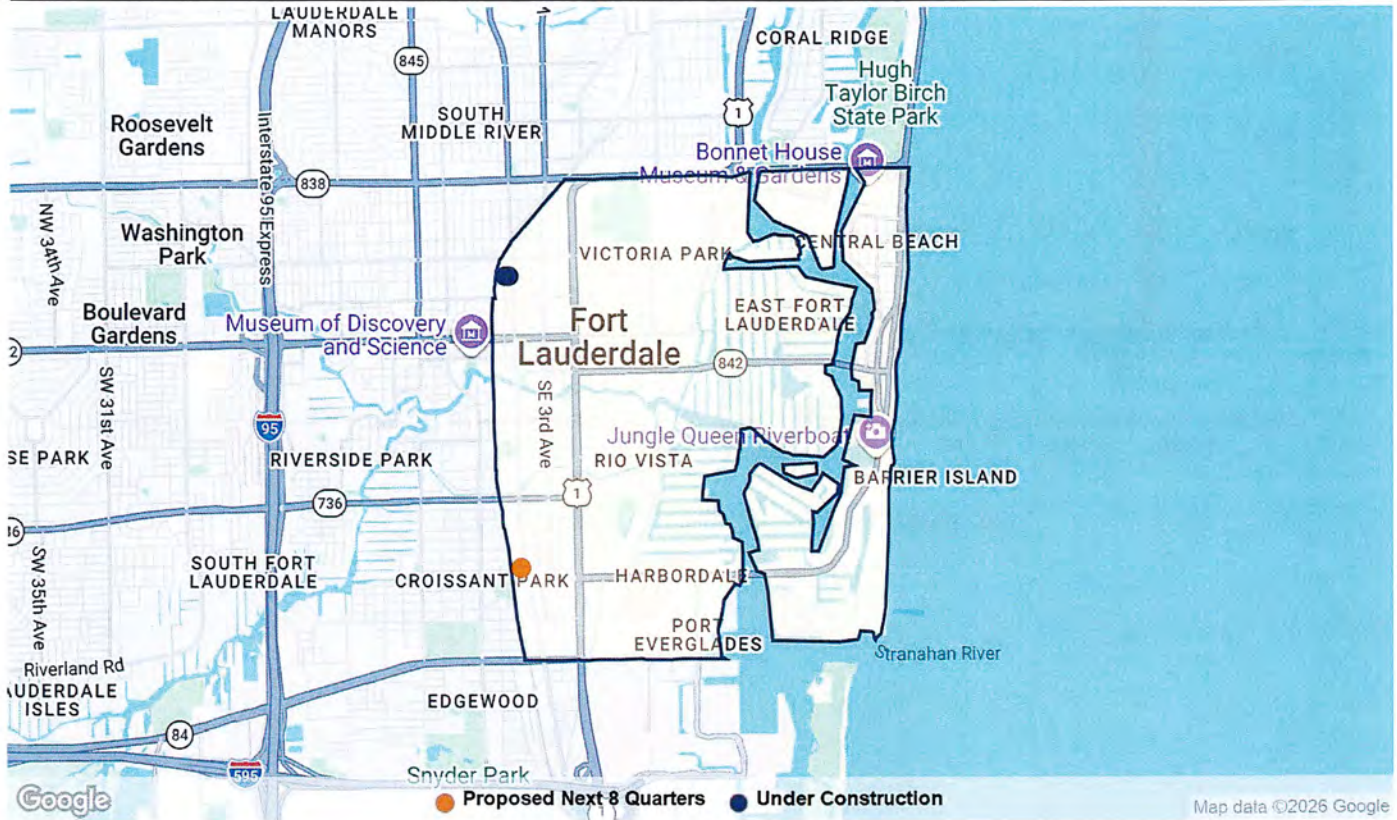 LAUDERDALE
MANORS
845
CORAL RIDGE
Hugh
Taylor Birch
State Park
1
SOUTH
MIDDLE RIVER
Roosevelt
Gardens
Interstate 95 Express
Bonnet House
Museum & Gardens
838
NW 34th Ave
Washington
Park
VICTORIA PARK
CENTRAL BEACH
Boulevard
Gardens
EAST FORT
LAUDERDALE
Museum of Discovery
and Science
Fort
Lauderdale
2
842
SW 31st Ave
SE 3rd Ave
95
Jungle Queen Riverboat
SE PARK
RIVERSIDE PARK
RIO VISTA
BARRIER ISLAND
1
736
36
SW 35th Ave
SOUTH FORT
LAUDERDALE
CROISSANT PARK
HARBORDALE
PORT
EVERGLADES
Stranahan River
Riverland Rd
AUDERDALE
ISLES
EDGEWOOD
84
595
Snyder Park
Google
Proposed Next 8 Quarters
Under Construction
1
Map data ©2026 Google